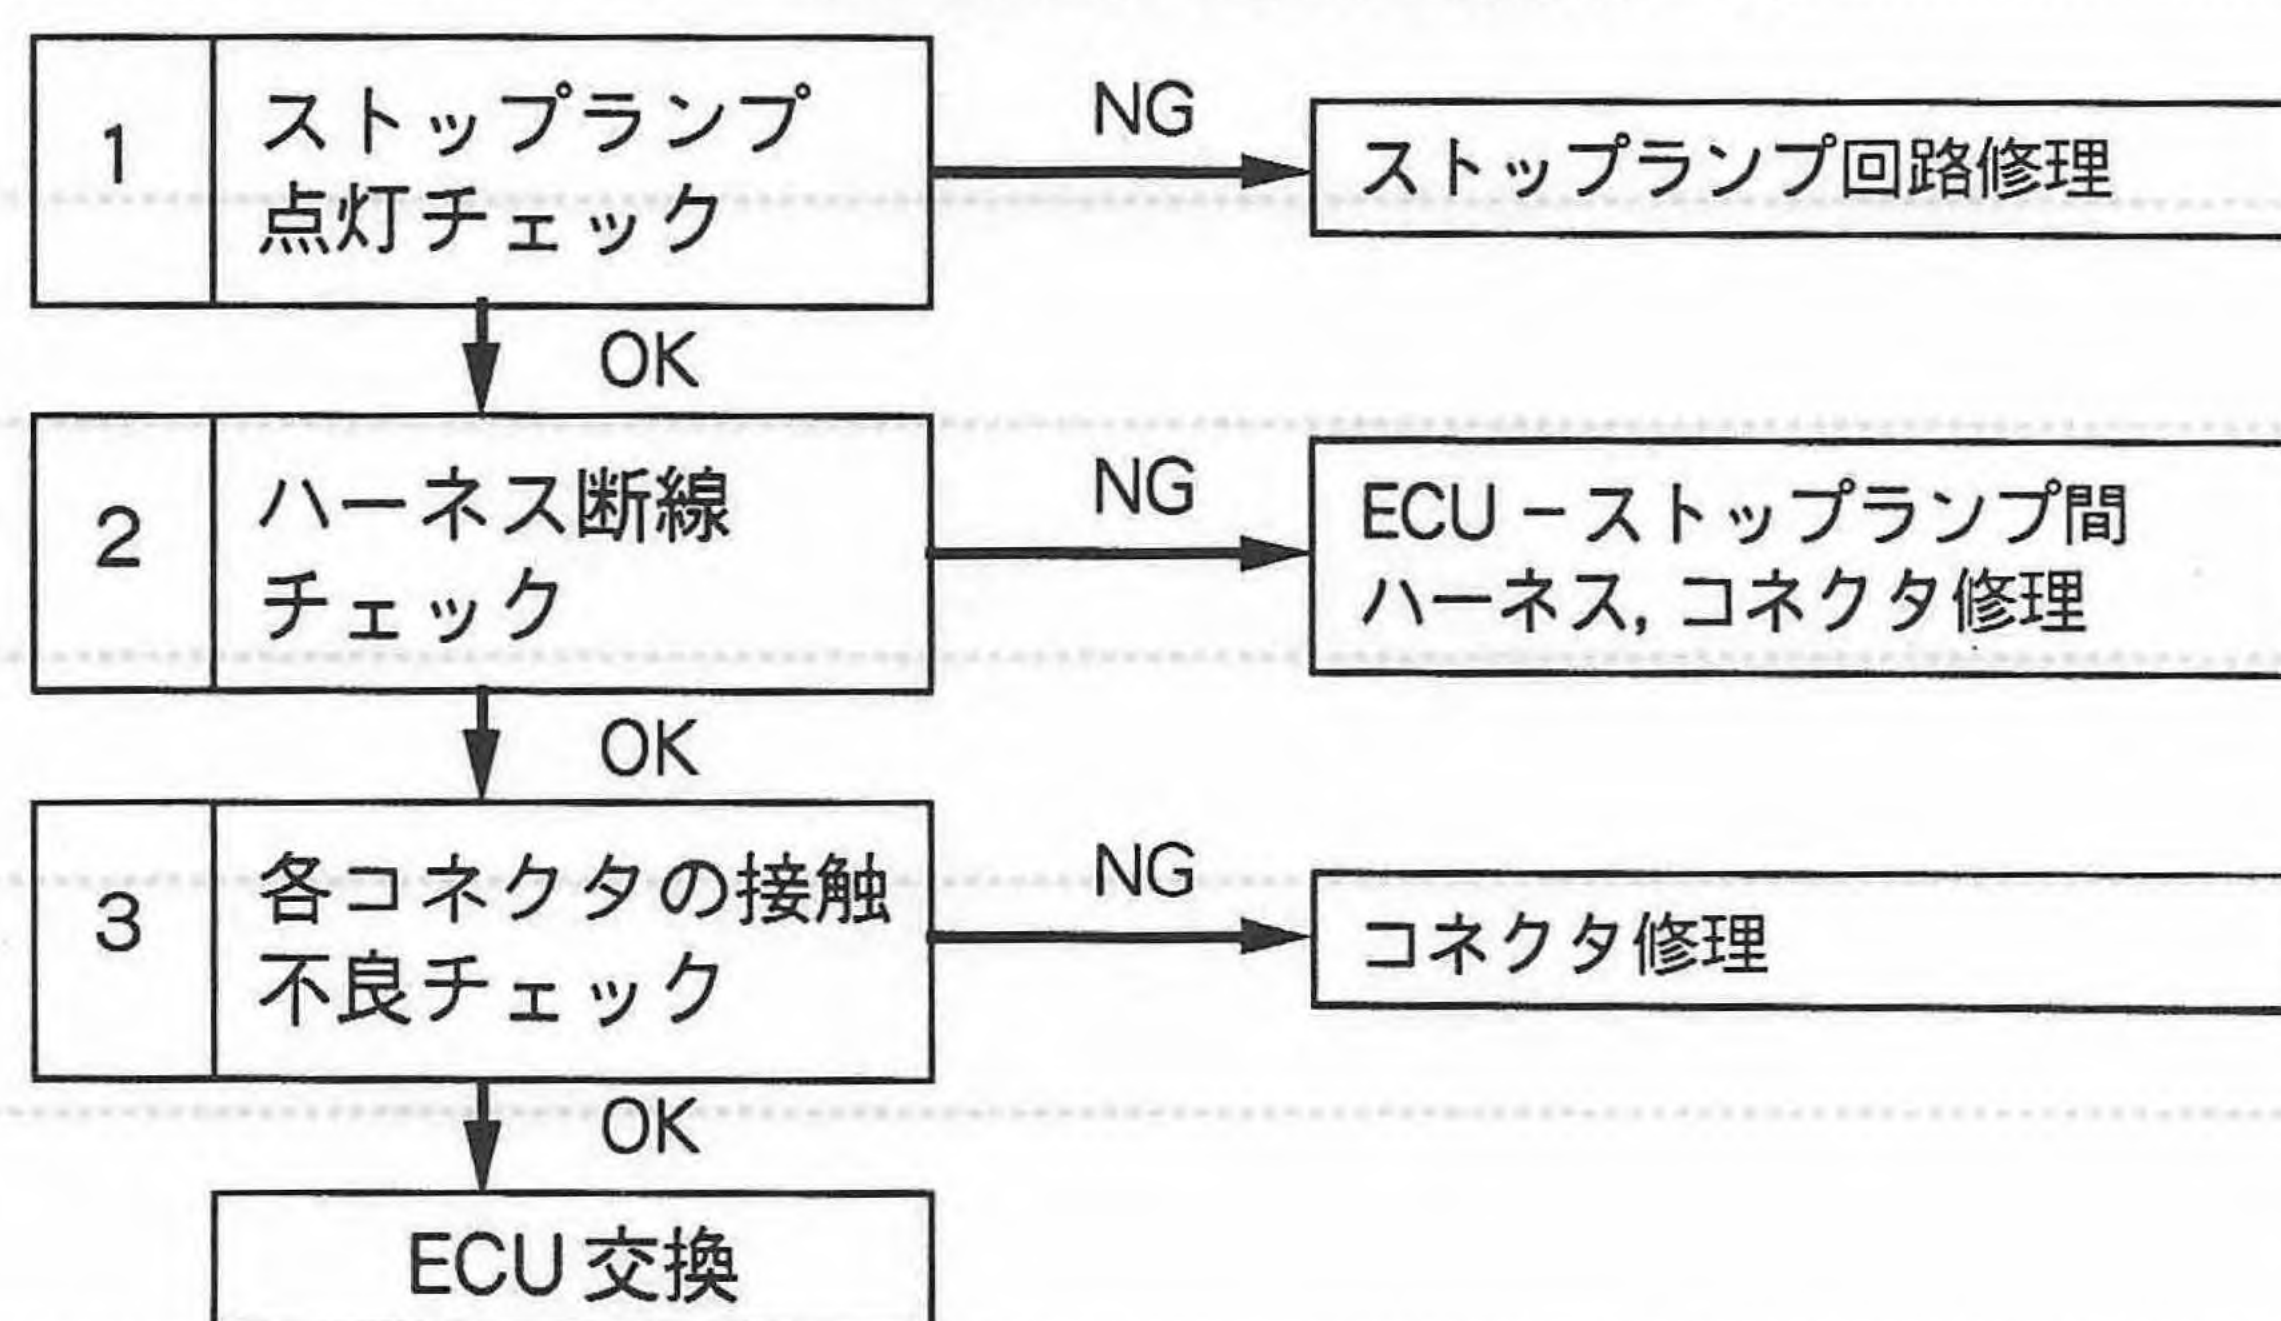 1
ストップランプ
点灯チェック
NG
ストップランプ回路修理
OK
2
ハーネス断線
チェック
NG
ECU－ストップランプ間
ハーネス, コネクタ修理
OK
3
各コネクタの接触
不良チェック
NG
コネクタ修理
OK
ECU 交換